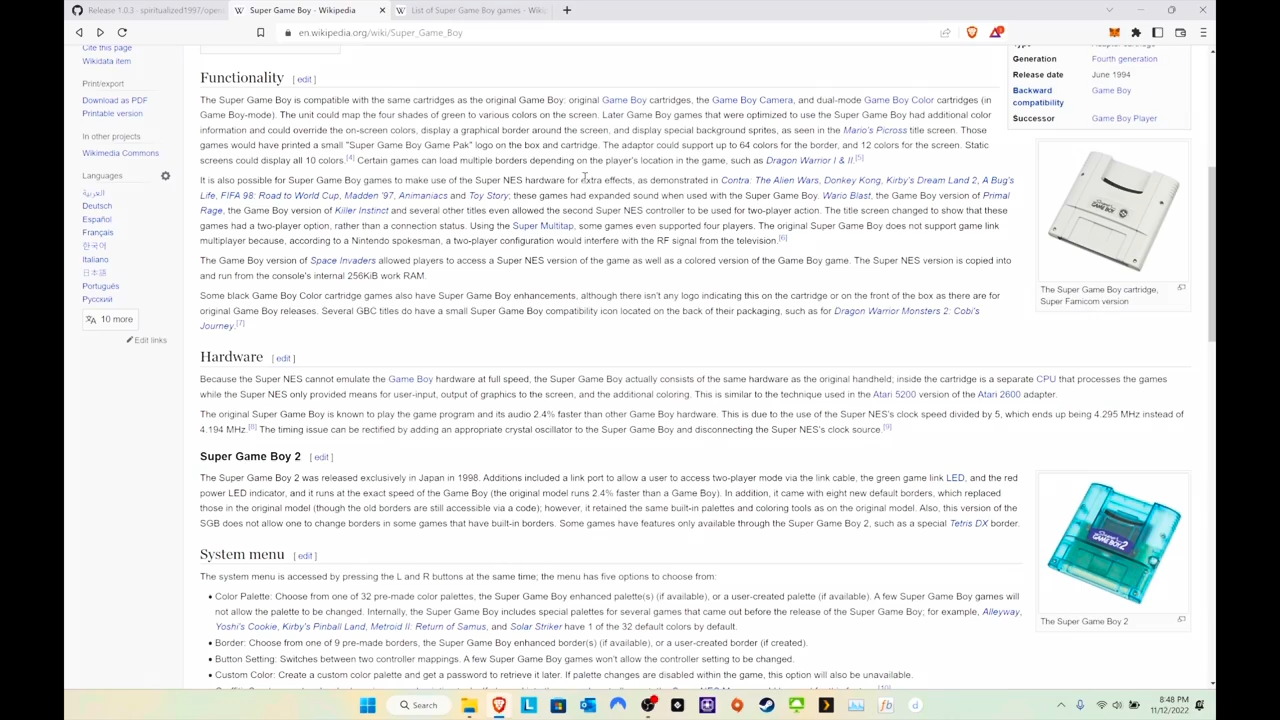 Release 1.0.3 · spiritualized1997/open
Super Game Boy - Wikipedia
List of Super Game Boy games - Wiki
en.wikipedia.org/wiki/Super_Game_Boy
Cite this page
Wikidata item
Print/export
Download as PDF
Printable version
In other projects
Wikimedia Commons
Languages
العربية
Deutsch
Español
Français
한국어
Italiano
日本語
Português
Русский
10 more
Edit links
Functionality [ edit ]
The Super Game Boy is compatible with the same cartridges as the original Game Boy: original Game Boy cartridges, the Game Boy Camera, and dual-mode Game Boy Color cartridges (in
Game Boy-mode). The unit could map the four shades of green to various colors on the screen. Later Game Boy games that were optimized to use the Super Game Boy had additional color
information and could override the on-screen colors, display a graphical border around the screen, and display special background sprites, as seen in the Mario's Picross title screen. Those
games would have printed a small "Super Game Boy Game Pak" logo on the box and cartridge. The adaptor could support up to 64 colors for the border, and 12 colors for the screen. Static
screens could display all 10 colors.[4] Certain games can load multiple borders depending on the player's location in the game, such as Dragon Warrior I & II.[5]
It is also possible for Super Game Boy games to make use of the Super NES hardware for extra effects, as demonstrated in Contra: The Alien Wars, Donkey Kong, Kirby's Dream Land 2, A Bug's
Life, FIFA 98: Road to World Cup, Madden '97, Animaniacs and Toy Story; these games had expanded sound when used with the Super Game Boy. Wario Blast, the Game Boy version of Primal
Rage, the Game Boy version of Killer Instinct and several other titles even allowed the second Super NES controller to be used for two-player action. The title screen changed to show that these
games had a two-player option, rather than a connection status. Using the Super Multitap, some games even supported four players. The original Super Game Boy does not support game link
multiplayer because, according to a Nintendo spokesman, a two-player configuration would interfere with the RF signal from the television.[6]
The Game Boy version of Space Invaders allowed players to access a Super NES version of the game as well as a colored version of the Game Boy game. The Super NES version is copied into
and run from the console's internal 256KiB work RAM.
Some black Game Boy Color cartridge games also have Super Game Boy enhancements, although there isn't any logo indicating this on the cartridge or on the front of the box as there are for
original Game Boy releases. Several GBC titles do have a small Super Game Boy compatibility icon located on the back of their packaging, such as for Dragon Warrior Monsters 2: Cobi's
Journey.[7]
Hardware [ edit ]
Because the Super NES cannot emulate the Game Boy hardware at full speed, the Super Game Boy actually consists of the same hardware as the original handheld; inside the cartridge is a separate CPU that processes the games
while the Super NES only provided means for user-input, output of graphics to the screen, and the additional coloring. This is similar to the technique used in the Atari 5200 version of the Atari 2600 adapter.
The original Super Game Boy is known to play the game program and its audio 2.4% faster than other Game Boy hardware. This is due to the use of the Super NES's clock speed divided by 5, which ends up being 4.295 MHz instead of
4.194 MHz.[8] The timing issue can be rectified by adding an appropriate crystal oscillator to the Super Game Boy and disconnecting the Super NES's clock source.[9]
Super Game Boy 2 [ edit ]
The Super Game Boy 2 was released exclusively in Japan in 1998. Additions included a link port to allow a user to access two-player mode via the link cable, the green game link LED, and the red
power LED indicator, and it runs at the exact speed of the Game Boy (the original model runs 2.4% faster than a Game Boy). In addition, it came with eight new default borders, which replaced
those in the original model (though the old borders are still accessible via a code); however, it retained the same built-in palettes and coloring tools as on the original model. Also, this version of the
SGB does not allow one to change borders in some games that have built-in borders. Some games have features only available through the Super Game Boy 2, such as a special Tetris DX border.
System menu [ edit ]
The system menu is accessed by pressing the L and R buttons at the same time; the menu has five options to choose from:
• Color Palette: Choose from one of 32 pre-made color palettes, the Super Game Boy enhanced palette(s) (if available), or a user-created palette (if available). A few Super Game Boy games will
not allow the palette to be changed. Internally, the Super Game Boy includes special palettes for several games that came out before the release of the Super Game Boy; for example, Alleyway,
Yoshi's Cookie, Kirby's Pinball Land, Metroid II: Return of Samus, and Solar Striker have 1 of the 32 default colors by default.
• Border: Choose from one of 9 pre-made borders, the Super Game Boy enhanced border(s) (if available), or a user-created border (if created).
• Button Setting: Switches between two controller mappings. A few Super Game Boy games won't allow the controller setting to be changed.
• Custom Color: Create a custom color palette and get a password to retrieve it later. If palette changes are disabled within the game, this option will also be unavailable.
Generation Fourth generation
Release date June 1994
Backward Game Boy
compatibility
Successor Game Boy Player
The Super Game Boy cartridge,
Super Famicom version
GAME BOY 2
The Super Game Boy 2
Search
8:48 PM
11/12/2022